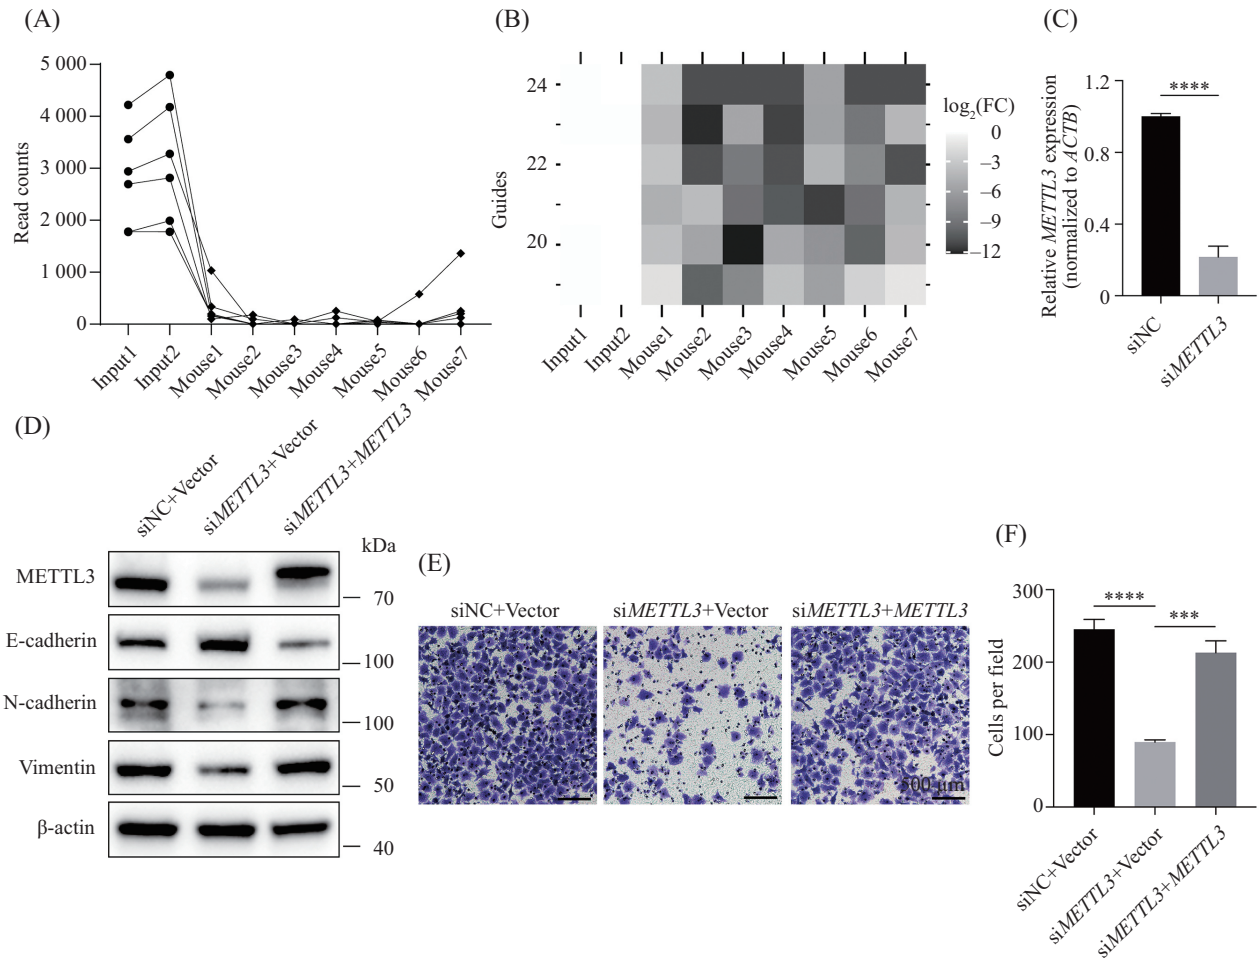 (A)
5 000
4 000
3 000
2 000
1 000
0
Read counts
Input1
Input2
Mouse1
Mouse2
Mouse3
Mouse4
Mouse5
Mouse6
Mouse7
(B)
24
22
20
Guides
Input1
Input2
Mouse1
Mouse2
Mouse3
Mouse4
Mouse5
Mouse6
Mouse7
log2(FC)
0
–3
–6
–9
–12
(C)
1.2
0.8
0.4
0
Relative METTL3 expression
(normalized to ACTB)
****
siNC
siMETTL3
(D)
siNC+Vector
siMETTL3+Vector
siMETTL3+METTL3
kDa
METTL3
70
E-cadherin
100
N-cadherin
100
Vimentin
50
β-actin
40
(E)
siNC+Vector
siMETTL3+Vector
siMETTL3+METTL3
500 μm
(F)
300
200
100
0
Cells per field
****
***
siNC+Vector
siMETTL3+Vector
siMETTL3+METTL3